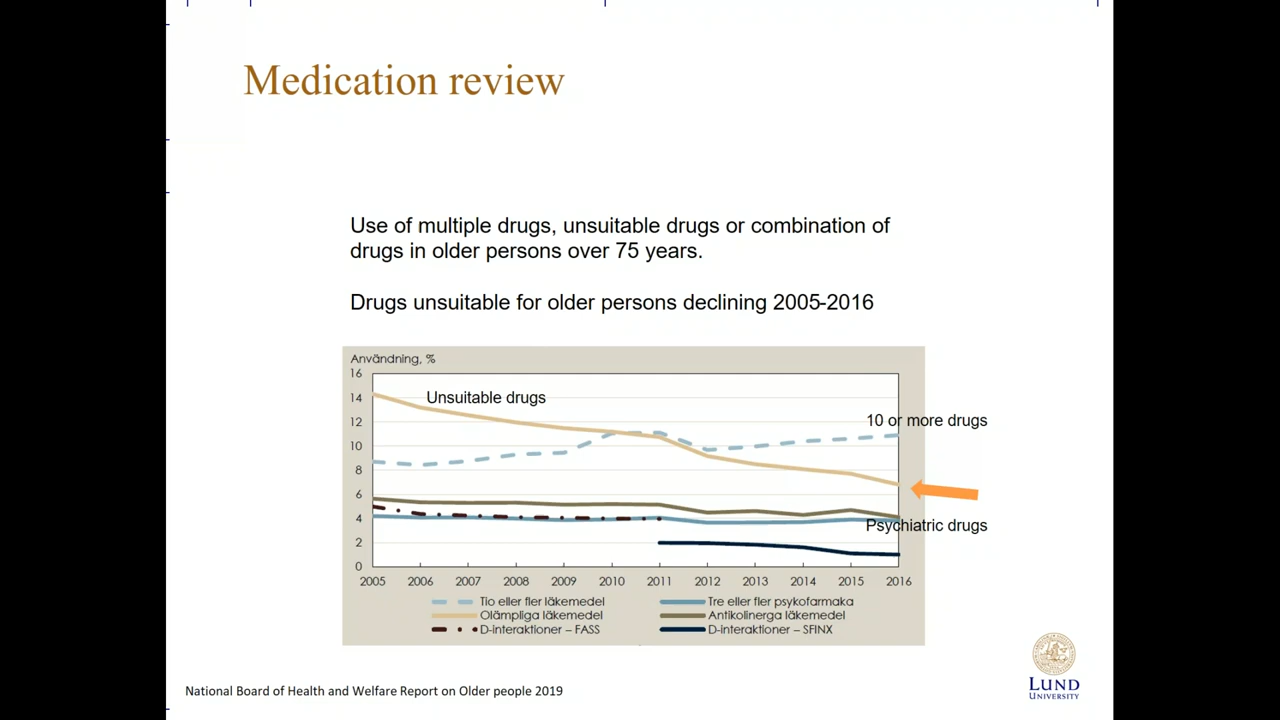 Medication review
Use of multiple drugs, unsuitable drugs or combination of
drugs in older persons over 75 years.
Drugs unsuitable for older persons declining 2005-2016
Användning, %
16
14
12
10
8
6
4
2
0
Unsuitable drugs
10 or more drugs
Psychiatric drugs
2005 2006 2007 2008 2009 2010 2011 2012 2013 2014 2015 2016
Tio eller fler läkemedel
Tre eller fler psykofarmaka
Olämpliga läkemedel
Antikolinerga läkemedel
D-interaktioner – FASS
D-interaktioner – SFINX
National Board of Health and Welfare Report on Older people 2019
LUND
UNIVERSITY